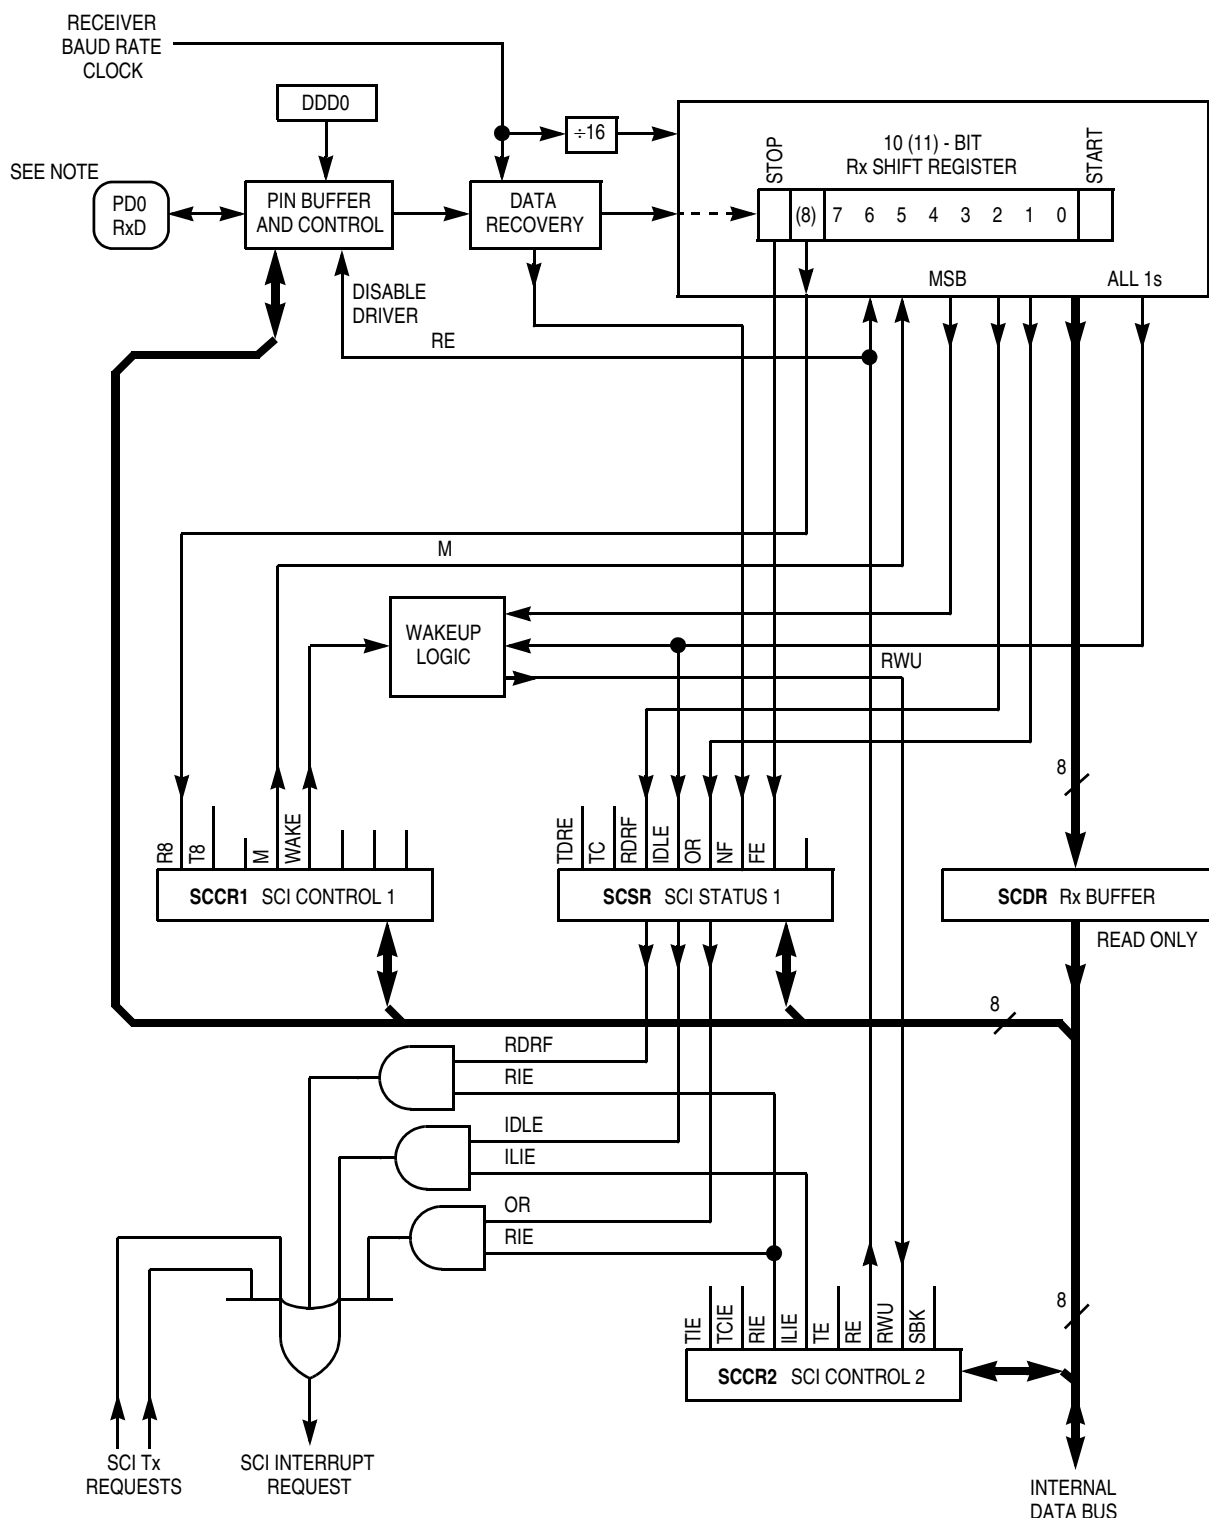 RECEIVER
BAUD RATE
CLOCK
DDD0
÷16
10 (11) - BIT
Rx SHIFT REGISTER
STOP
START
SEE NOTE
PD0
RxD
PIN BUFFER
AND CONTROL
DATA
RECOVERY
(8) 7 6 5 4 3 2 1 0
MSB
ALL 1s
DISABLE
DRIVER
RE
M
WAKEUP
LOGIC
RWU
8
R8
T8
M
WAKE
TDRE
TC
RDRF
IDLE
OR
NF
FE
SCCR1 SCI CONTROL 1
SCSR SCI STATUS 1
SCDR Rx BUFFER
READ ONLY
8
RDRF
RIE
IDLE
ILIE
OR
RIE
8
TIE
TCIE
RIE
ILIE
TE
RE
RWU
SBK
SCCR2 SCI CONTROL 2
SCI Tx
REQUESTS
SCI INTERRUPT
REQUEST
INTERNAL
DATA BUS